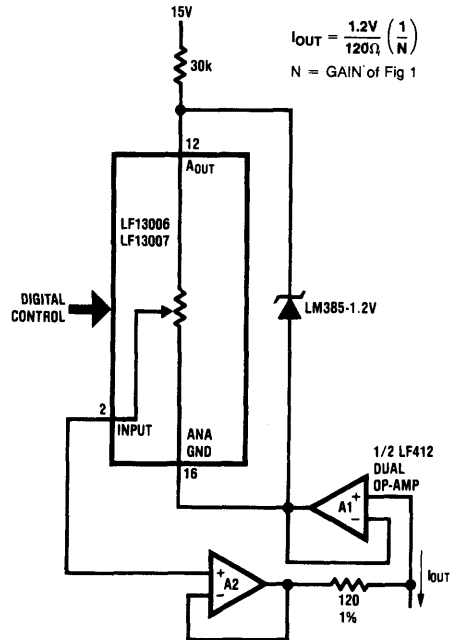 15V
30k
I_OUT = 1.2V / 120Ω (1/N)
N = GAIN of Fig 1
12
A_OUT
LF13006
LF13007
DIGITAL
CONTROL
LM385-1.2V
2
INPUT
ANA
GND
16
1/2 LF412
DUAL
OP-AMP
A1
+
−
I_OUT
A2
+
−
120
1%